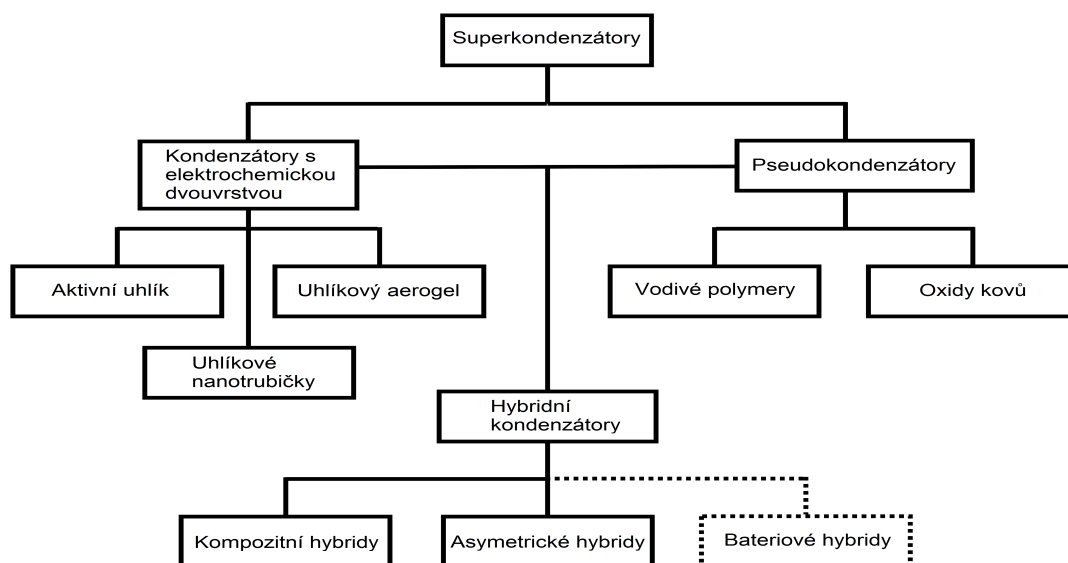 Superkondenzátory
Kondenzátory s
elektrochemickou
dvouvrstvou
Pseudokondenzátory
Aktivní uhlík
Uhlíkový aerogel
Vodivé polymery
Oxidy kovů
Uhlíkové
nanotrubičky
Hybridní
kondenzátory
Kompozitní hybridy
Asymetrické hybridy
Bateriové hybridy